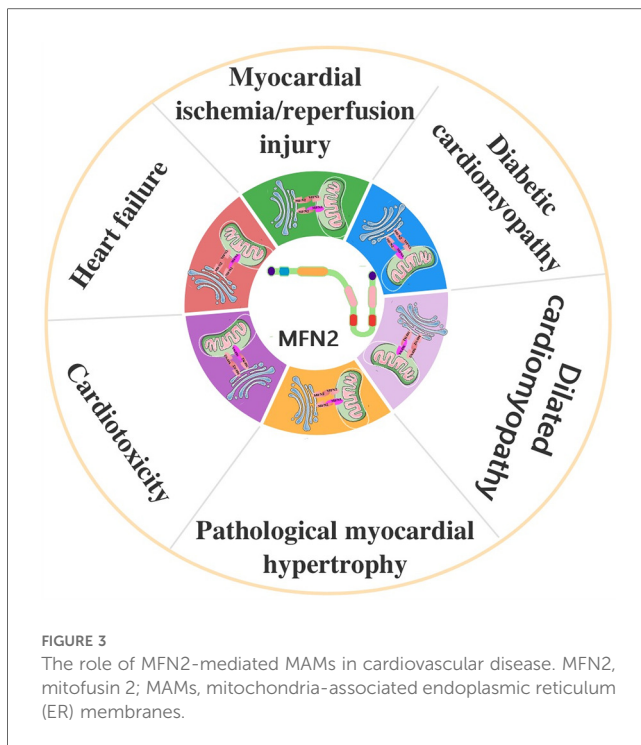 Myocardial
ischemia/reperfusion
injury
Diabetic
cardiomyopathy
Dilated
cardiomyopathy
Pathological myocardial
hypertrophy
Cardiotoxicity
Heart failure
MFN2
FIGURE 3
The role of MFN2-mediated MAMs in cardiovascular disease. MFN2,
mitofusin 2; MAMs, mitochondria-associated endoplasmic reticulum
(ER) membranes.